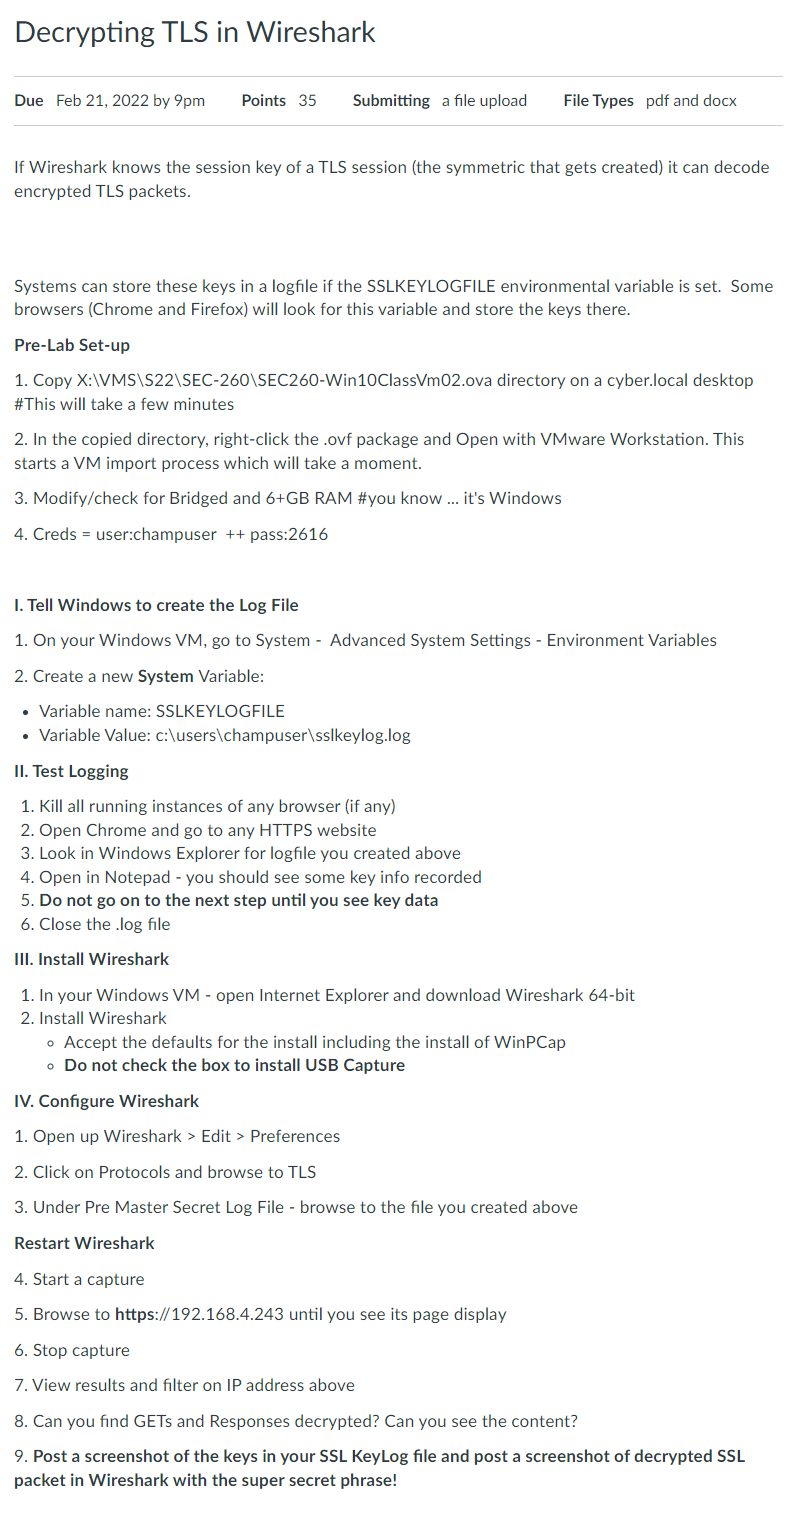 Decrypting TLS in Wireshark
Due Feb 21, 2022 by 9pm Points 35 Submitting a file upload File Types pdf and docx
If Wireshark knows the session key of a TLS session (the symmetric that gets created) it can decode
encrypted TLS packets.
Systems can store these keys in a logfile if the SSLKEYLOGFILE environmental variable is set.  Some
browsers (Chrome and Firefox) will look for this variable and store the keys there.
Pre-Lab Set-up
1. Copy X:\VMS\S22\SEC-260\SEC260-Win10ClassVm02.ova directory on a cyber.local desktop
#This will take a few minutes
2. In the copied directory, right-click the .ovf package and Open with VMware Workstation. This
starts a VM import process which will take a moment.
3. Modify/check for Bridged and 6+GB RAM #you know ... it's Windows
4. Creds = user:champuser  ++ pass:2616
I. Tell Windows to create the Log File
1. On your Windows VM, go to System -  Advanced System Settings - Environment Variables
2. Create a new System Variable:
• Variable name: SSLKEYLOGFILE
• Variable Value: c:\users\champuser\sslkeylog.log
II. Test Logging
1. Kill all running instances of any browser (if any)
2. Open Chrome and go to any HTTPS website
3. Look in Windows Explorer for logfile you created above
4. Open in Notepad - you should see some key info recorded
5. Do not go on to the next step until you see key data
6. Close the .log file
III. Install Wireshark
1. In your Windows VM - open Internet Explorer and download Wireshark 64-bit
2. Install Wireshark
◦ Accept the defaults for the install including the install of WinPCap
◦ Do not check the box to install USB Capture
IV. Configure Wireshark
1. Open up Wireshark > Edit > Preferences
2. Click on Protocols and browse to TLS
3. Under Pre Master Secret Log File - browse to the file you created above
Restart Wireshark
4. Start a capture
5. Browse to https://192.168.4.243 until you see its page display
6. Stop capture
7. View results and filter on IP address above
8. Can you find GETs and Responses decrypted? Can you see the content?
9. Post a screenshot of the keys in your SSL KeyLog file and post a screenshot of decrypted SSL
packet in Wireshark with the super secret phrase!